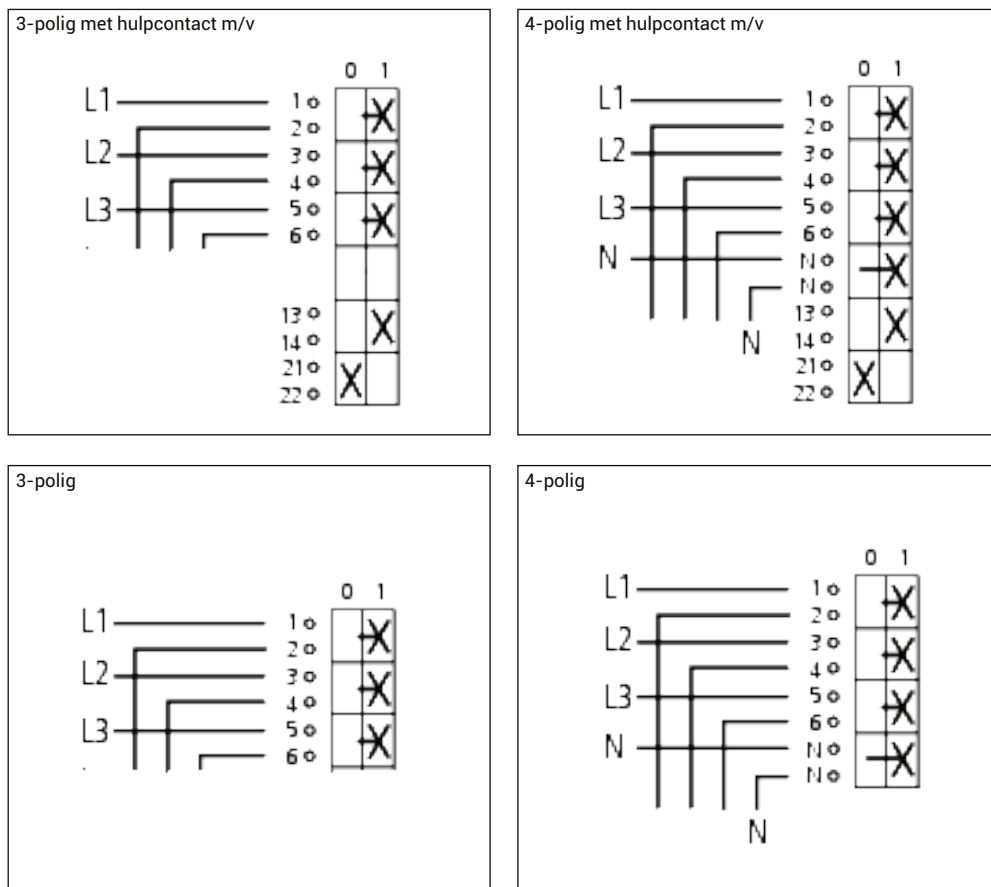 3-polig met hulpcontact m/v
0 1
L1 1
2
L2 3
4
L3 5
6
13
14
21
22
4-polig met hulpcontact m/v
0 1
L1 1
2
L2 3
4
L3 5
6
N N
N
N
13
14
21
22
3-polig
0 1
L1 1
2
L2 3
4
L3 5
6
4-polig
0 1
L1 1
2
L2 3
4
L3 5
6
N N
N
N